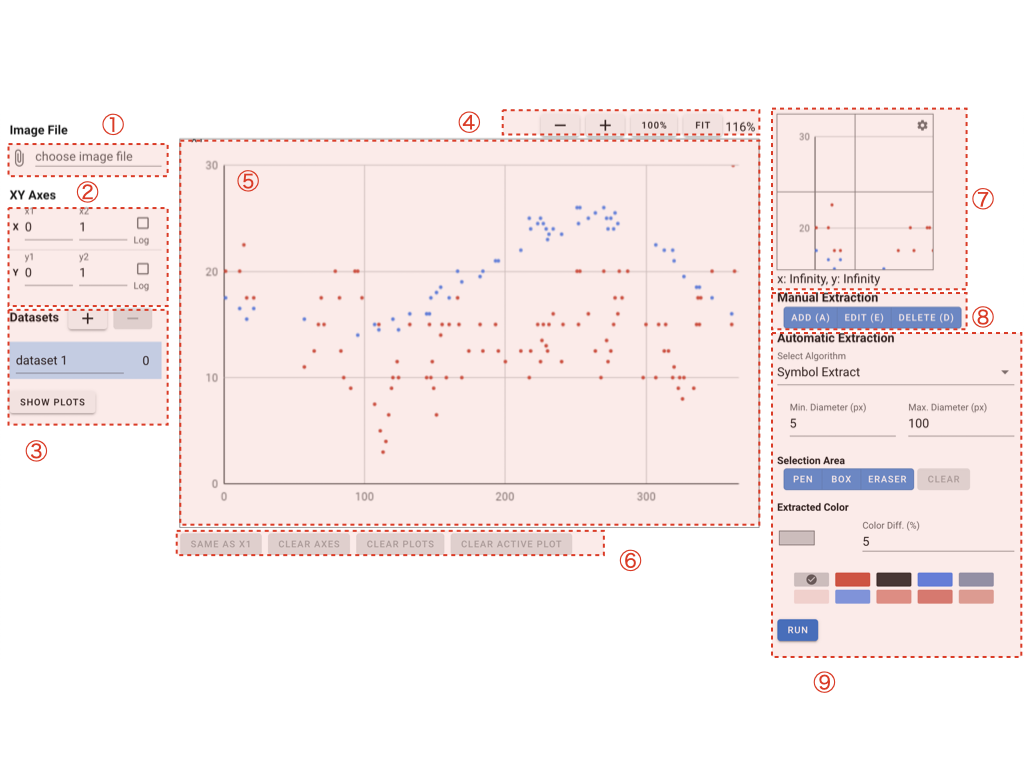 ①
Image File
choose image file
②
XY Axes
x1 x2
X 0 1
Log
y1 y2
Y 0 1
Log
Datasets + −
dataset 1 0
SHOW PLOTS
③
④
− + 100% FIT 116%
⑤
30
20
10
0
0 100 200 300
SAME AS X1 CLEAR AXES CLEAR PLOTS CLEAR ACTIVE PLOT
⑥
30
20
⑦
x: Infinity, y: Infinity
Manual Extraction
ADD (A) EDIT (E) DELETE (D)
⑧
Automatic Extraction
Select Algorithm
Symbol Extract
Min. Diameter (px) Max. Diameter (px)
5 100
Selection Area
PEN BOX ERASER CLEAR
Extracted Color
Color Diff. (%)
5
RUN
⑨